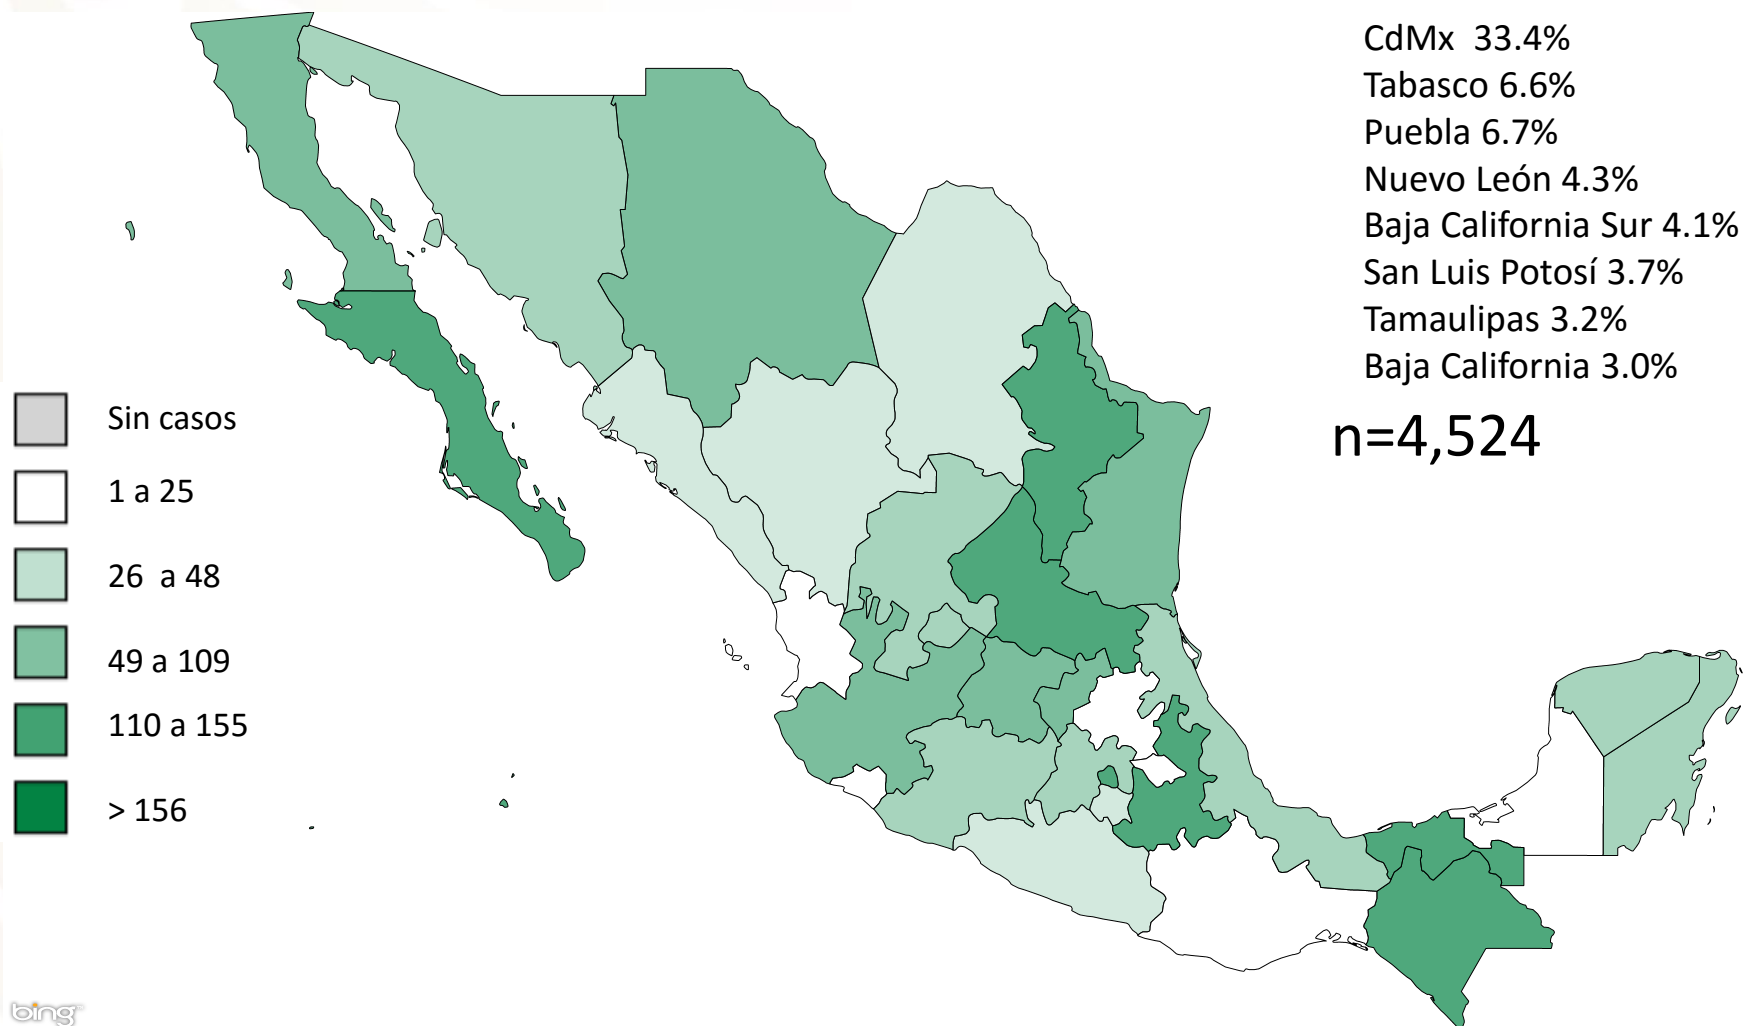 CdMx 33.4%
Tabasco 6.6%
Puebla 6.7%
Nuevo León 4.3%
Baja California Sur 4.1%
San Luis Potosí 3.7%
Tamaulipas 3.2%
Baja California 3.0%
n=4,524
Sin casos
1 a 25
26 a 48
49 a 109
110 a 155
> 156
bing